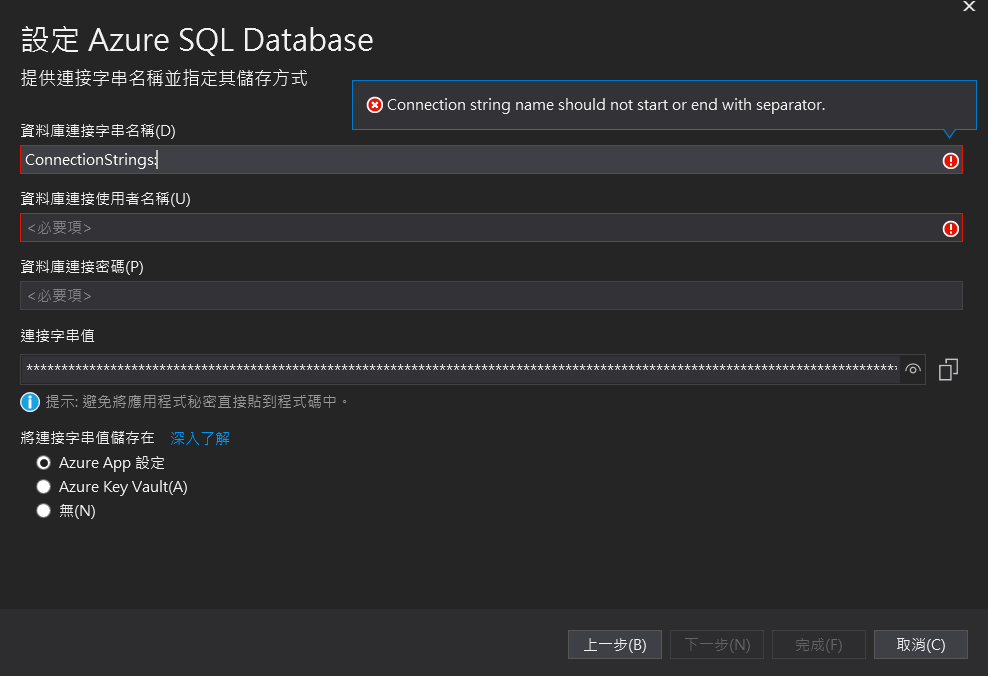 設定 Azure SQL Database
提供連接字串名稱並指定其儲存方式
Connection string name should not start or end with separator.
資料庫連接字串名稱(D)
ConnectionStrings:
資料庫連接使用者名稱(U)
<必要項>
資料庫連接密碼(P)
<必要項>
連接字串值
提示: 避免將應用程式秘密直接貼到程式碼中。
將連接字串值儲存在 深入了解
Azure App 設定
Azure Key Vault(A)
無(N)
上一步(B) 下一步(N) 完成(F) 取消(C)